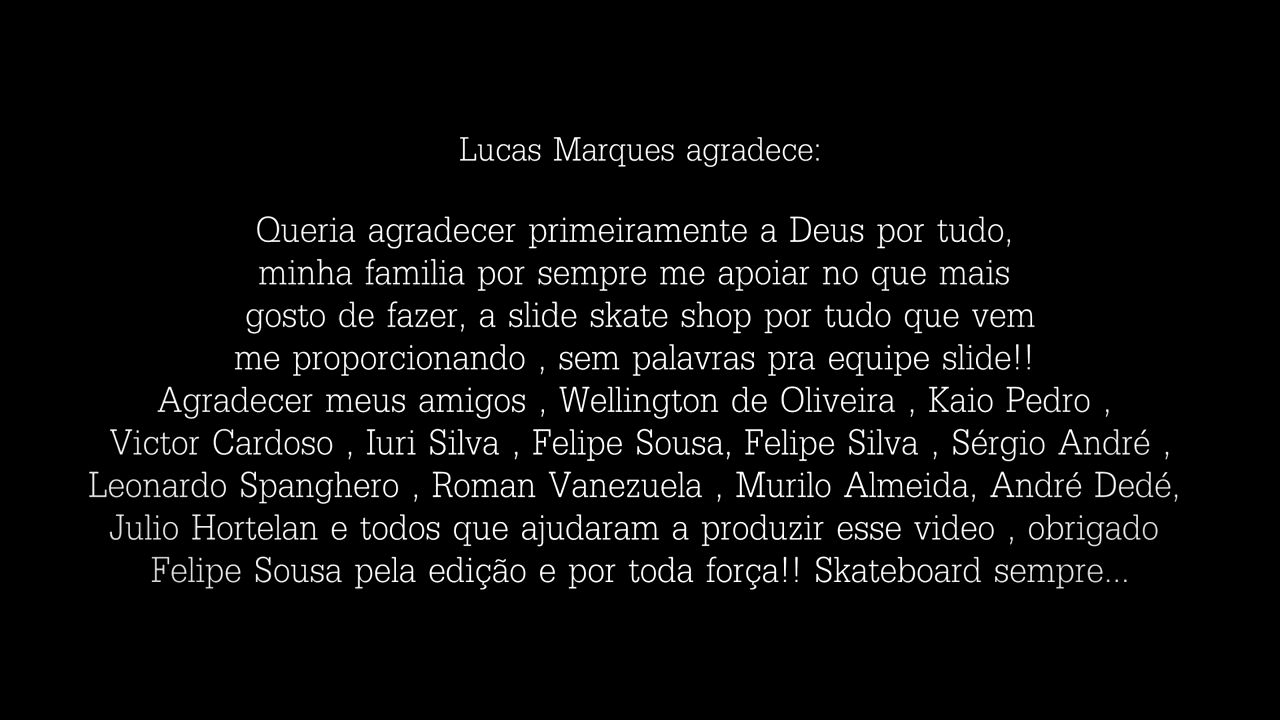 Lucas Marques agradece:
Queria agradecer primeiramente a Deus por tudo,
minha familia por sempre me apoiar no que mais
gosto de fazer, a slide skate shop por tudo que vem
me proporcionando , sem palavras pra equipe slide!!
Agradecer meus amigos , Wellington de Oliveira , Kaio Pedro ,
Victor Cardoso , Iuri Silva , Felipe Sousa, Felipe Silva , Sérgio André ,
Leonardo Spanghero , Roman Vanezuela , Murilo Almeida, André Dedé,
Julio Hortelan e todos que ajudaram a produzir esse video , obrigado
Felipe Sousa pela edição e por toda força!! Skateboard sempre...